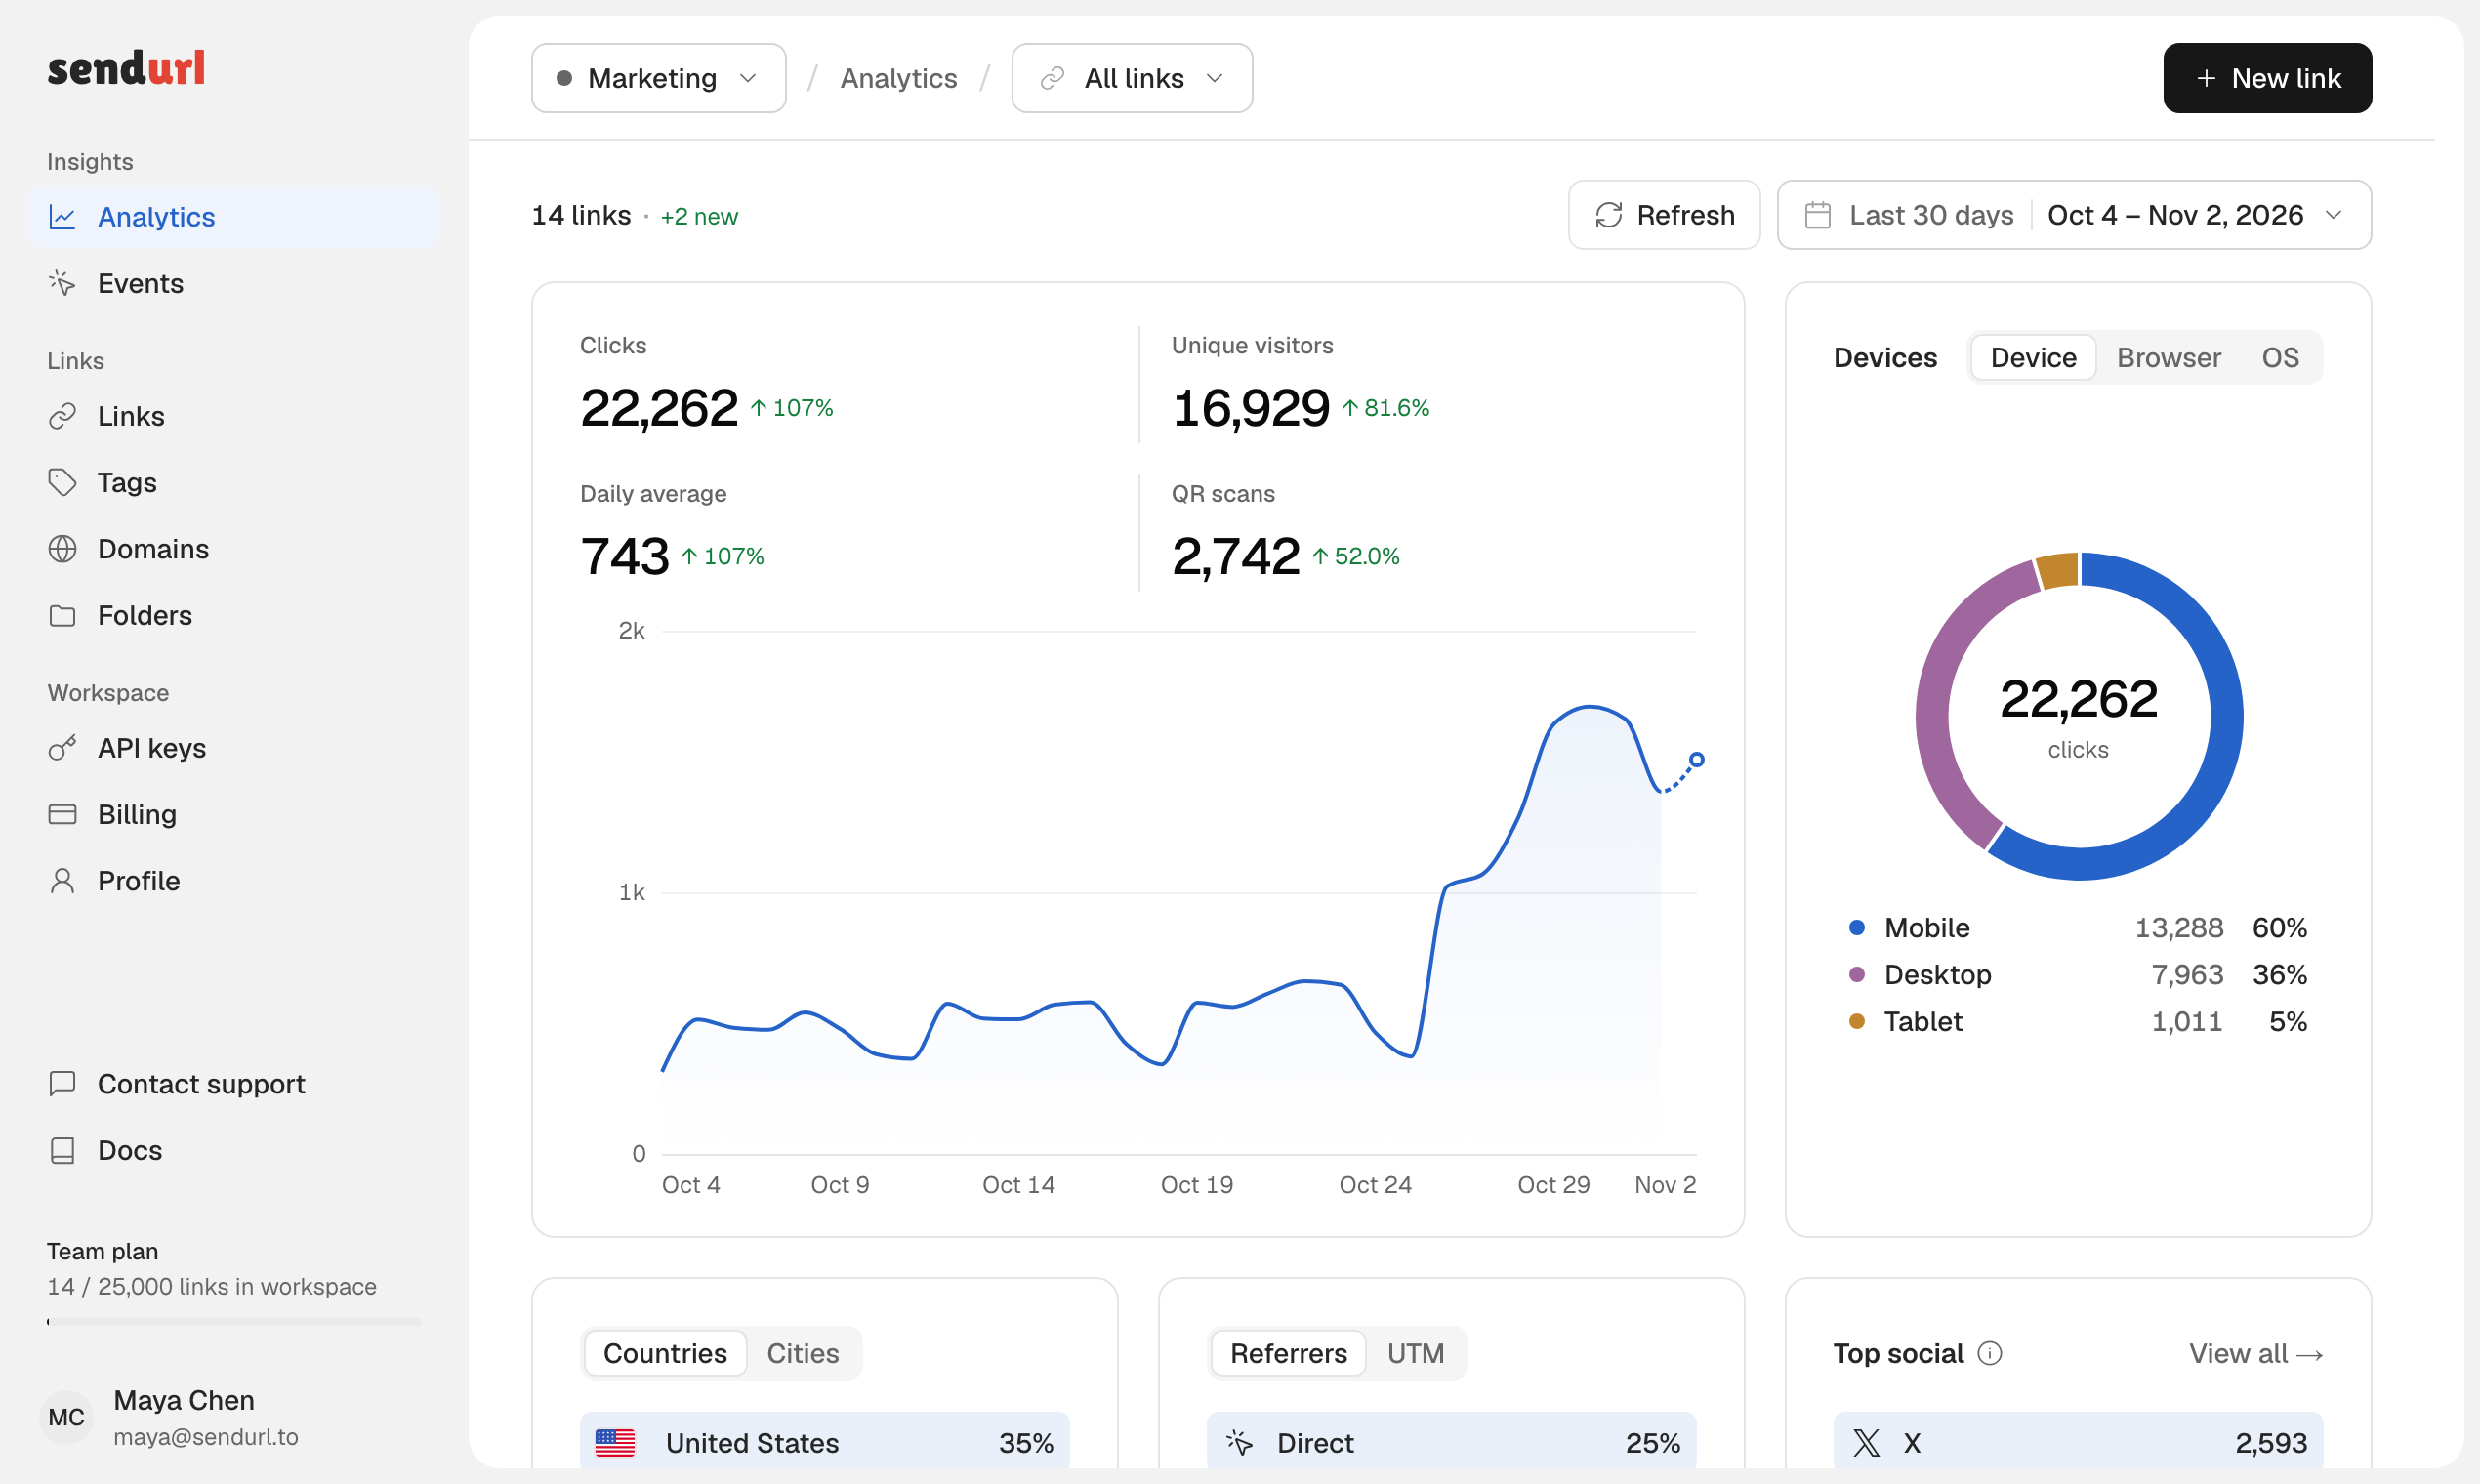 sendurl
Insights
Analytics
Events
Links
Links
Tags
Domains
Folders
Workspace
API keys
Billing
Profile
Contact support
Docs
Team plan
14 / 25,000 links in workspace
MC
Maya Chen
maya@sendurl.to
Marketing / Analytics / All links
+ New link
14 links · +2 new
Refresh
Last 30 days Oct 4 – Nov 2, 2026
Clicks
22,262 ↑ 107%
Unique visitors
16,929 ↑ 81.6%
Daily average
743 ↑ 107%
QR scans
2,742 ↑ 52.0%
2k
1k
0
Oct 4 Oct 9 Oct 14 Oct 19 Oct 24 Oct 29 Nov 2
Devices Device Browser OS
22,262
clicks
Mobile 13,288 60%
Desktop 7,963 36%
Tablet 1,011 5%
Countries Cities
United States 35%
Referrers UTM
Direct 25%
Top social View all →
X 2,593